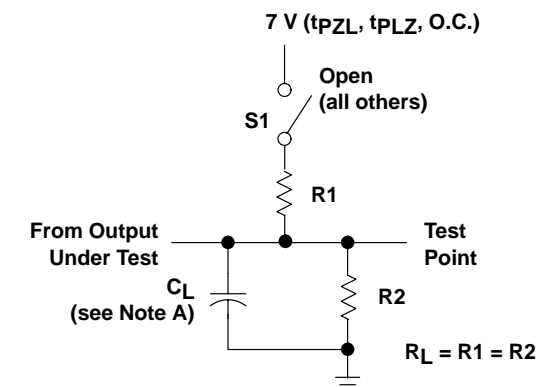 7 V (tPZL, tPLZ, O.C.)
Open
(all others)
S1
R1
From Output
Under Test
Test
Point
CL
(see Note A)
R2
RL = R1 = R2